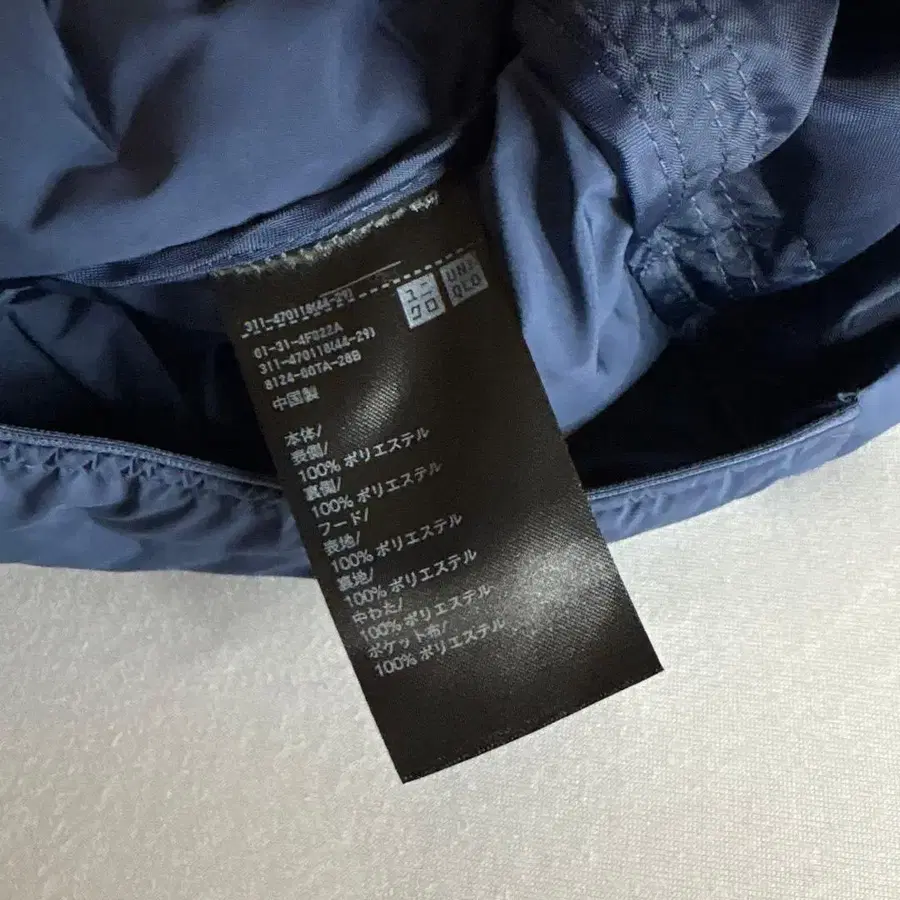 ユニ
クロ
UNI
QLO
311-470118(44-29)
01-31-4F022A
311-470118(44-29)
8124-00TA-28B
中国製
本体/
表側/
100% ポリエステル
裏側/
100% ポリエステル
フード/
表地/
100% ポリエステル
裏地/
100% ポリエステル
中わた/
100% ポリエステル
ポケット布/
100% ポリエステル